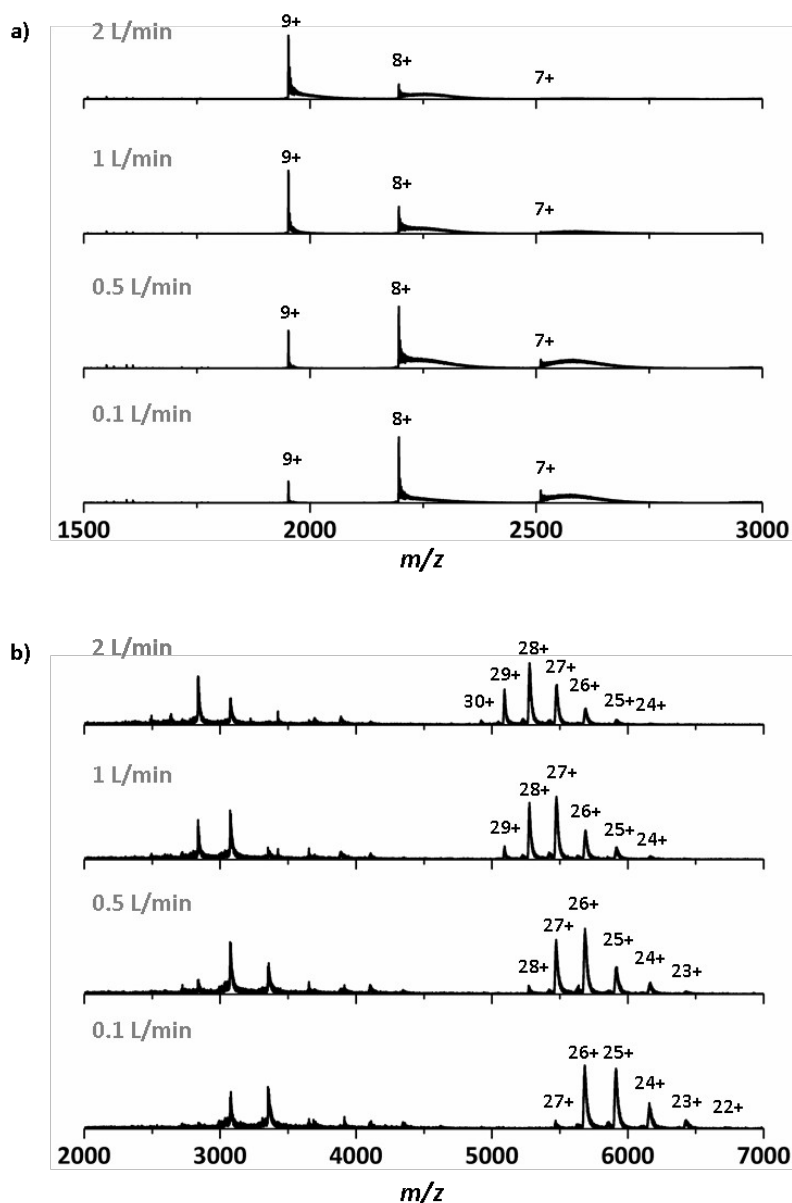 a)
2 L/min
9+
8+
7+
1 L/min
9+
8+
7+
0.5 L/min
9+
8+
7+
0.1 L/min
9+
8+
7+
1500 2000 2500 3000
m/z
b)
2 L/min
30+ 29+ 28+ 27+ 26+ 25+ 24+
1 L/min
29+ 28+ 27+ 26+ 25+ 24+
0.5 L/min
28+ 27+ 26+ 25+ 24+ 23+
0.1 L/min
27+ 26+ 25+ 24+ 23+ 22+
2000 3000 4000 5000 6000 7000
m/z